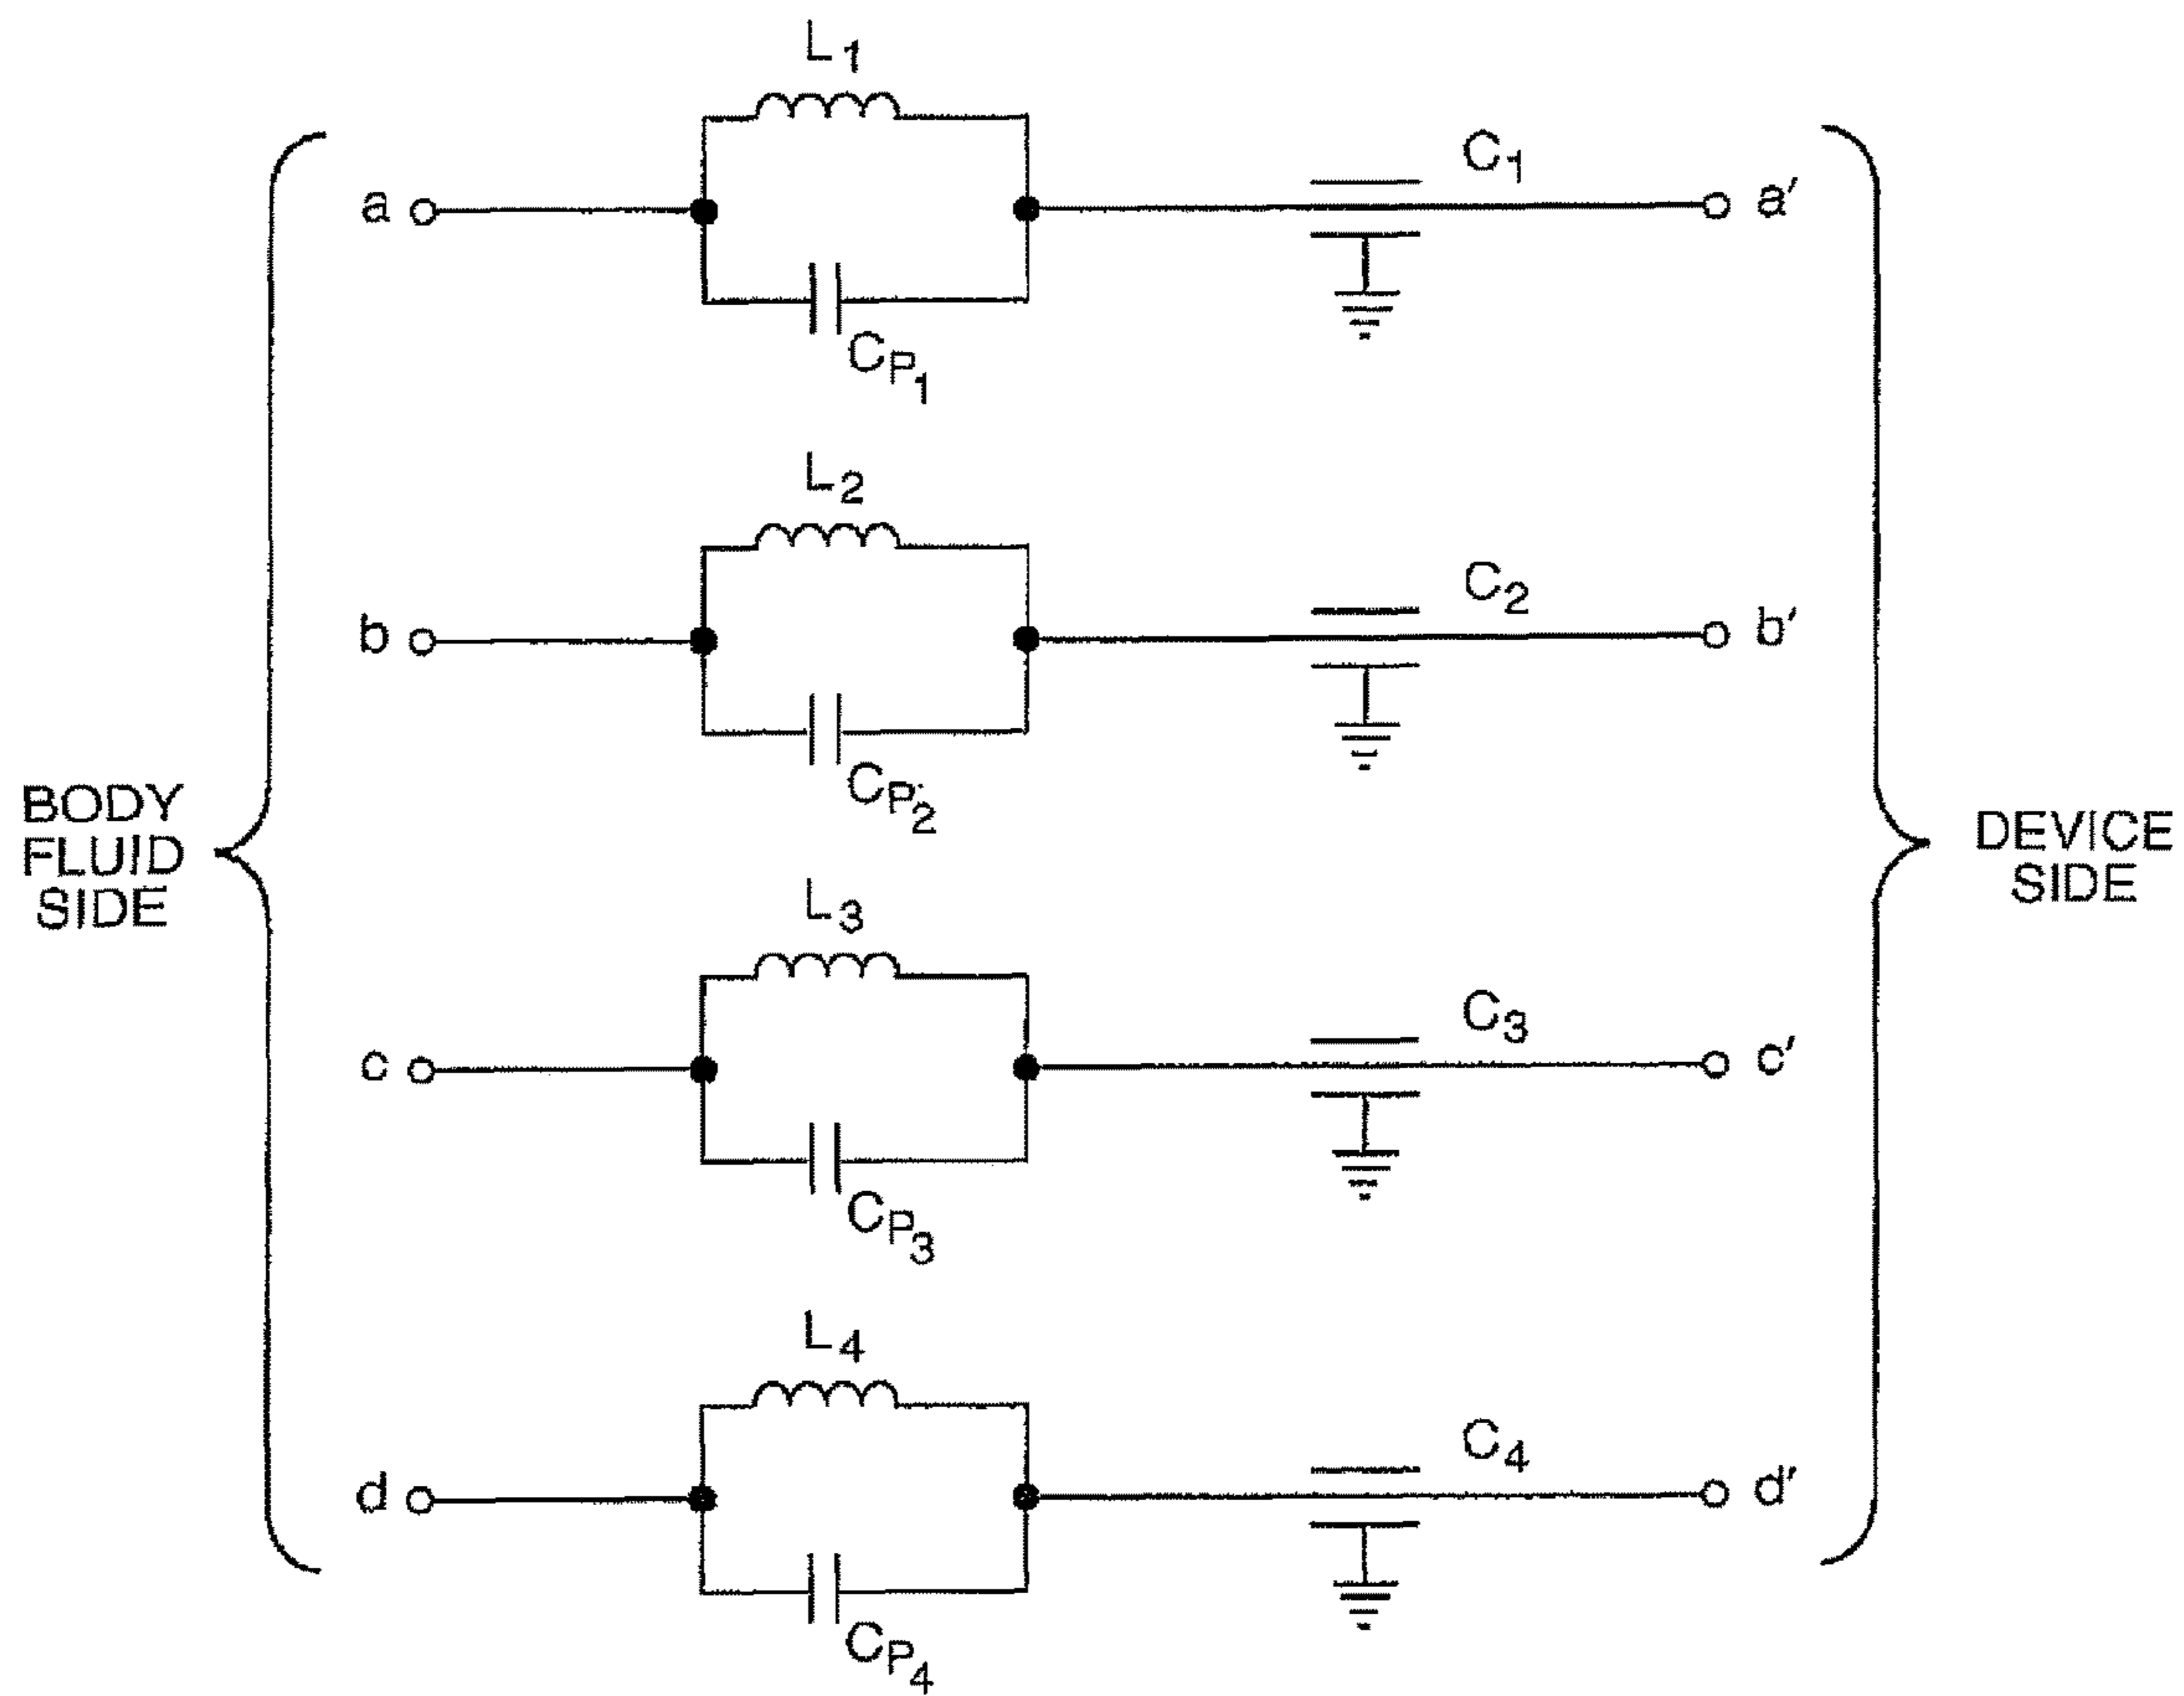 L1
C1
a
a′
CP1
L2
C2
b
b′
CP2
BODY
FLUID
SIDE
DEVICE
SIDE
L3
C3
c
c′
CP3
L4
C4
d
d′
CP4